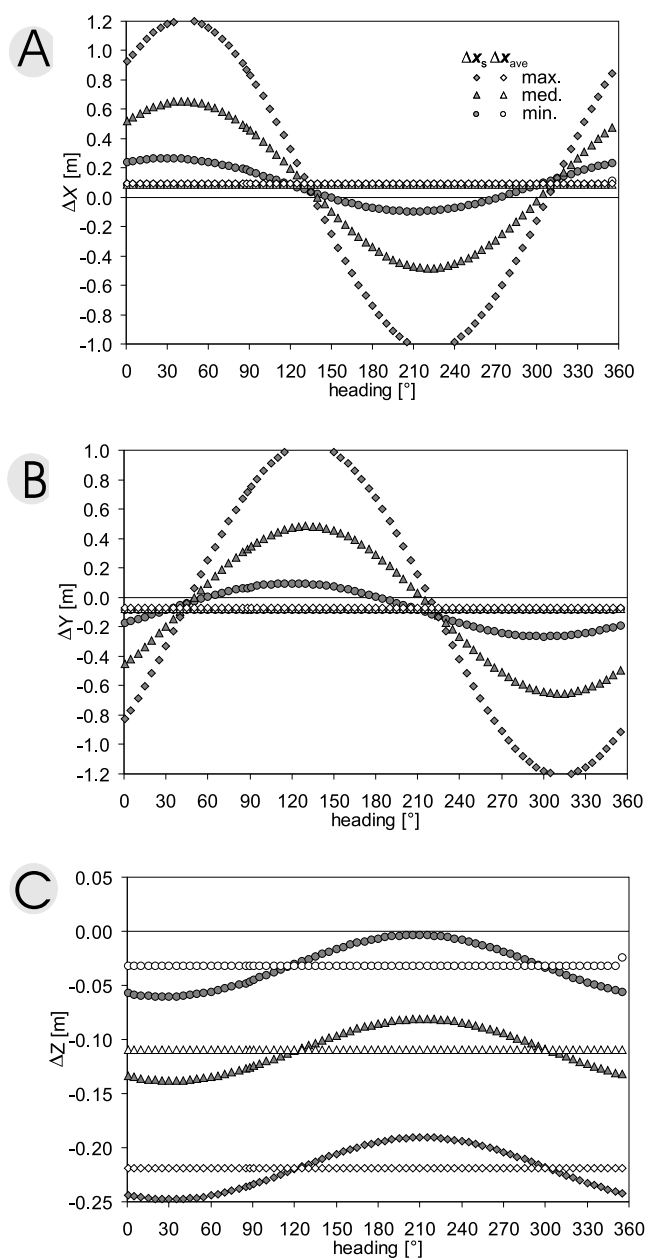 A
1.2
1.0
0.8
0.6
0.4
0.2
0.0
-0.2
-0.4
-0.6
-0.8
-1.0
ΔX [m]
Δxs Δxave
max.
med.
min.
0 30 60 90 120 150 180 210 240 270 300 330 360
heading [°]
B
1.0
0.8
0.6
0.4
0.2
0.0
-0.2
-0.4
-0.6
-0.8
-1.0
-1.2
ΔY [m]
0 30 60 90 120 150 180 210 240 270 300 330 360
heading [°]
C
0.05
0.00
-0.05
-0.10
-0.15
-0.20
-0.25
ΔZ [m]
0 30 60 90 120 150 180 210 240 270 300 330 360
heading [°]